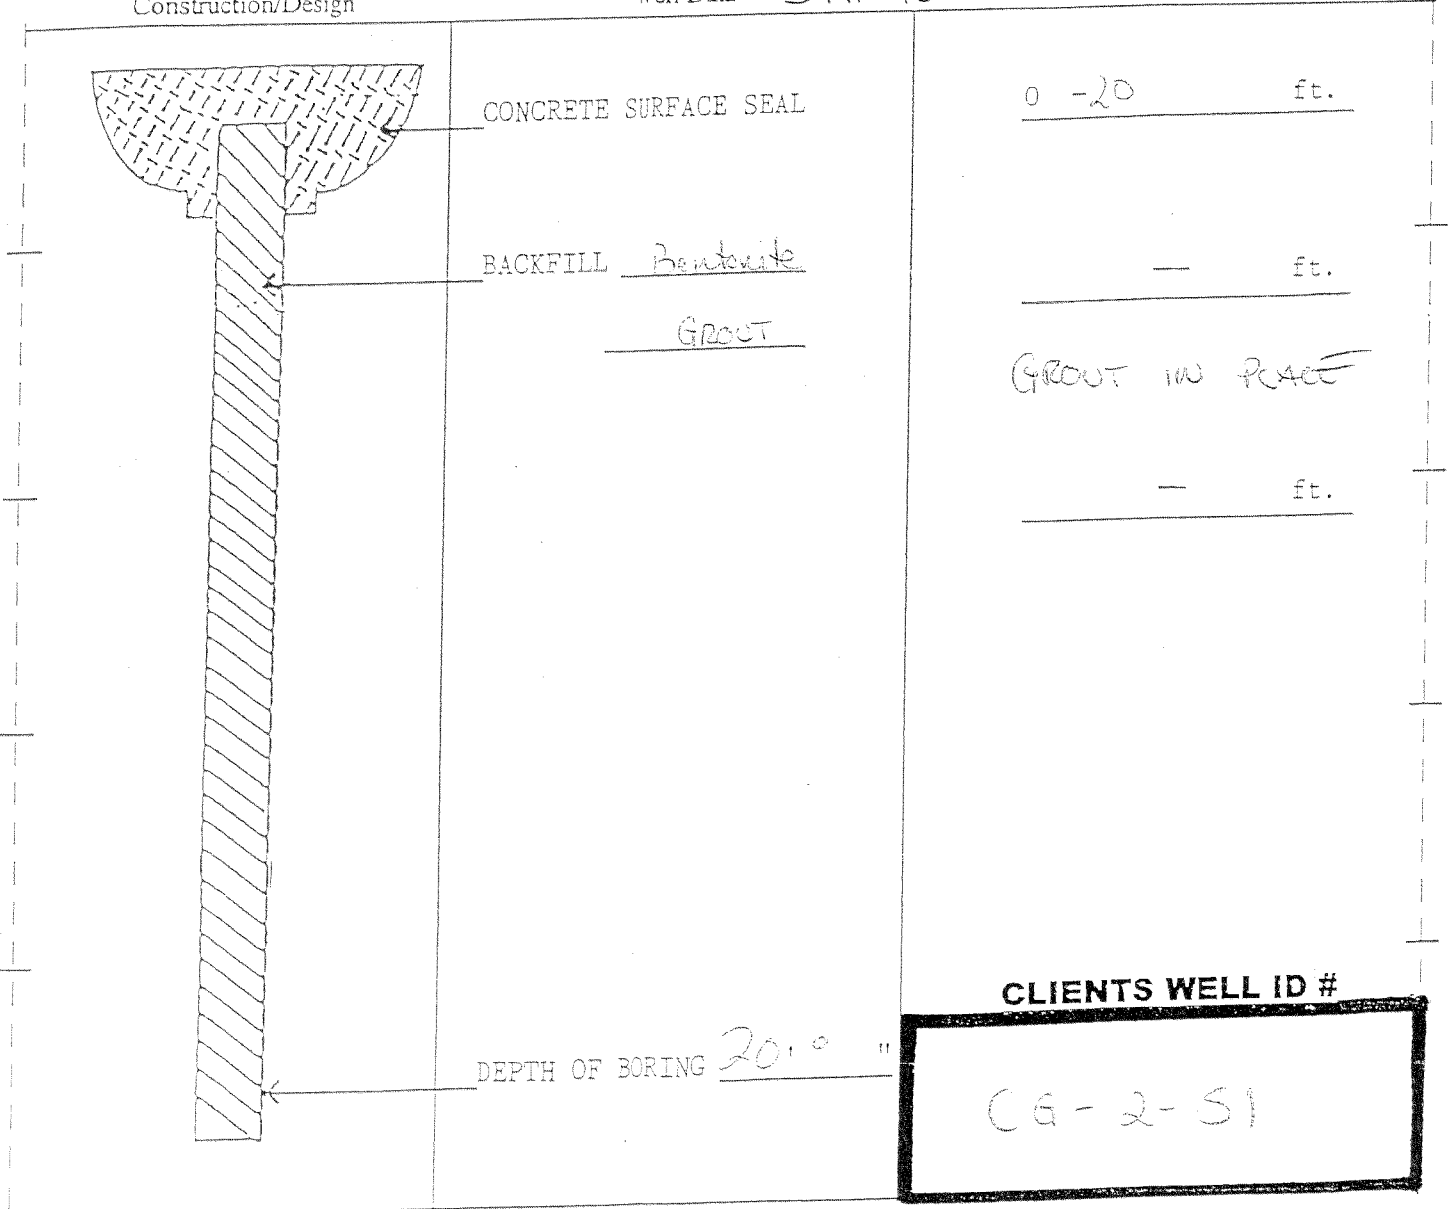 Construction/Design
CONCRETE SURFACE SEAL
0 -20 ft.
BACKFILL Bentonite
- ft.
GROUT
GROUT IN PLACE
- ft.
CLIENTS WELL ID #
DEPTH OF BORING 20' 0 "
CG-2-S1